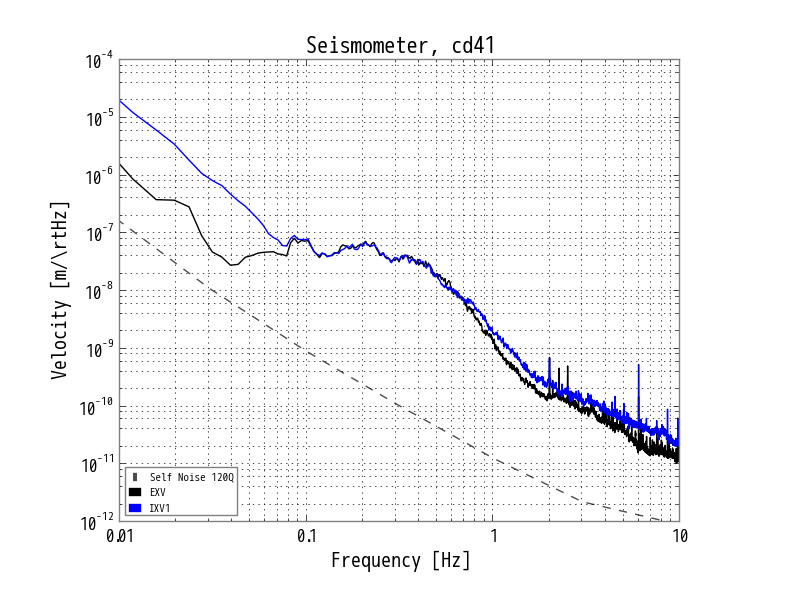 Seismometer, cd41
10^-4
10^-5
10^-6
10^-7
10^-8
10^-9
10^-10
10^-11
10^-12
Velocity [m/\rtHz]
Self Noise 120Q
EXV
IXV1
0.01 0.1 1 10
Frequency [Hz]